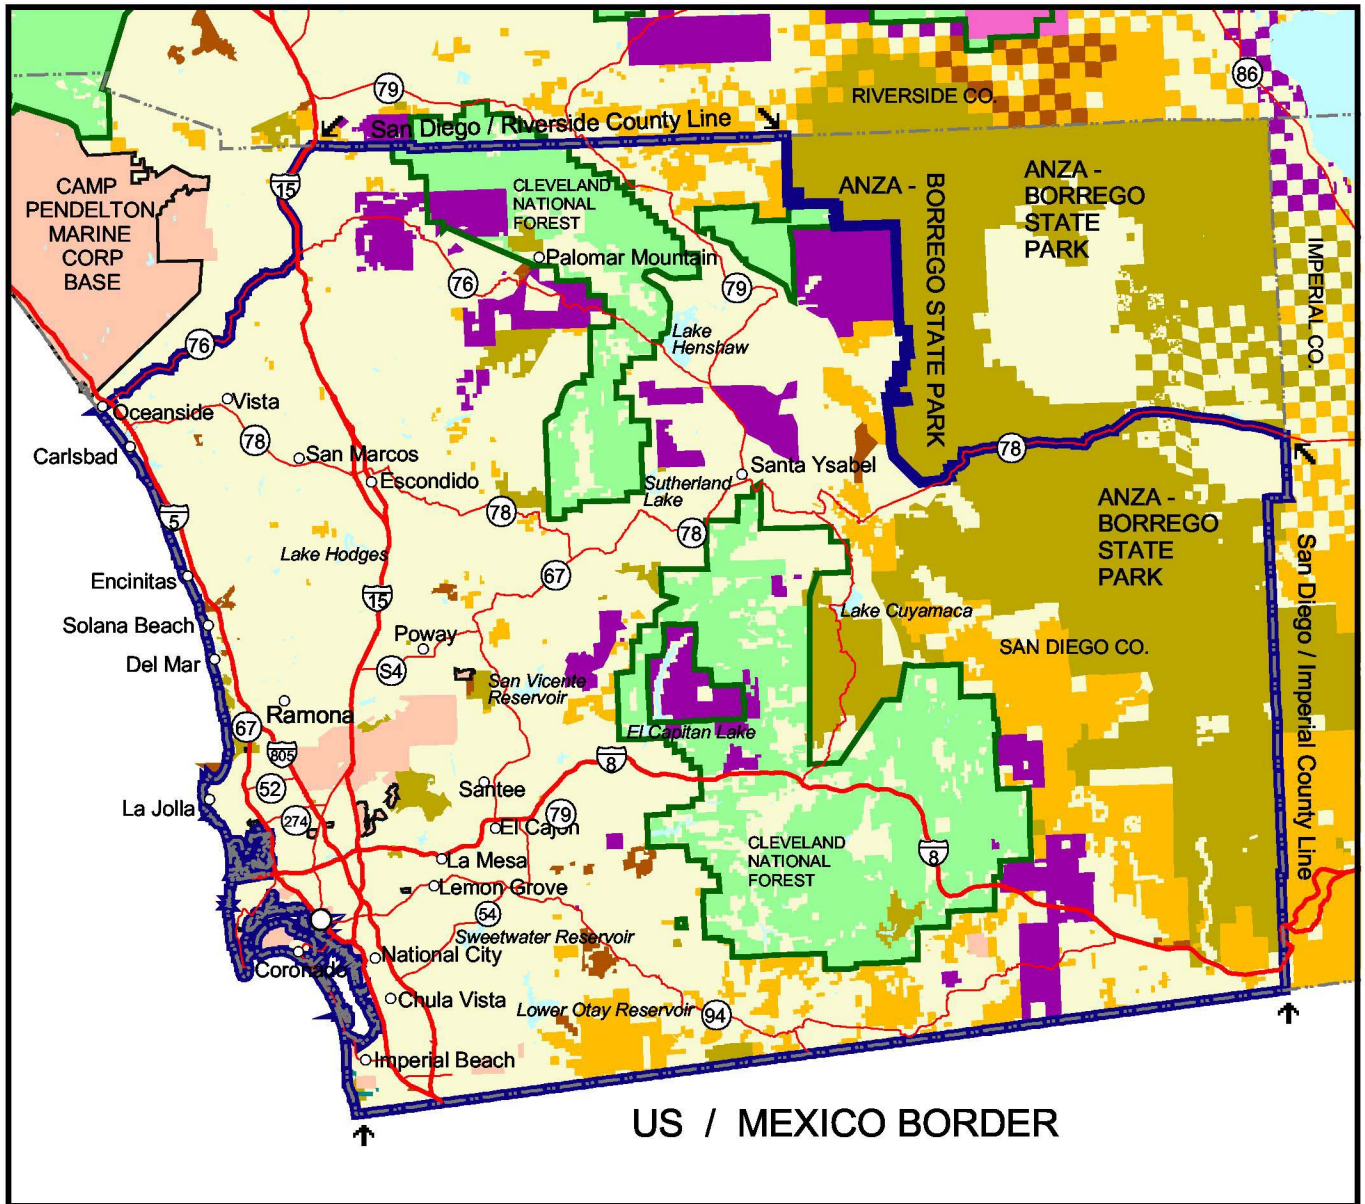 86
79
RIVERSIDE CO.
San Diego / Riverside County Line
CAMP
PENDELTON
MARINE
CORP
BASE
15
CLEVELAND
NATIONAL
FOREST
ANZA -
BORREGO STATE PARK
ANZA -
BORREGO
STATE
PARK
IMPERIAL CO.
Palomar Mountain
76
79
Lake
Henshaw
76
Oceanside
Vista
78
Carlsbad
San Marcos
Escondido
Santa Ysabel
78
Sutherland
Lake
78
78
5
Lake Hodges
ANZA -
BORREGO
STATE
PARK
Encinitas
67
15
Lake Cuyamaca
Solana Beach
Poway
SAN DIEGO CO.
San Diego / Imperial County Line
Del Mar
S4
San Vicente
Reservoir
Ramona
67
El Capitan Lake
805
8
52
Santee
La Jolla
274
El Cajon
79
La Mesa
CLEVELAND
NATIONAL
FOREST
8
Lemon Grove
54
Sweetwater Reservoir
National City
Coronado
Chula Vista
Lower Otay Reservoir
94
Imperial Beach
US / MEXICO BORDER